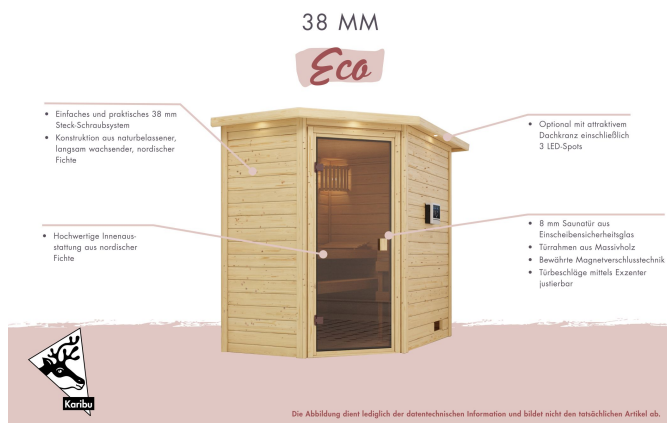 38 MM
Eco
• Einfaches und praktisches 38 mm
Steck-Schraubsystem
• Konstruktion aus naturbelassener,
langsam wachsender, nordischer
Fichte
• Optional mit attraktivem
Dachkranz einschließlich
3 LED-Spots
• Hochwertige Innenaus-
stattung aus nordischer
Fichte
• 8 mm Saunatür aus
Einscheibensicherheitsglas
• Türrahmen aus Massivholz
• Bewährte Magnetverschlusstechnik
• Türbeschläge mittels Exzenter
justierbar
Karibu
Die Abbildung dient lediglich der datentechnischen Information und bildet nicht den tatsächlichen Artikel ab.